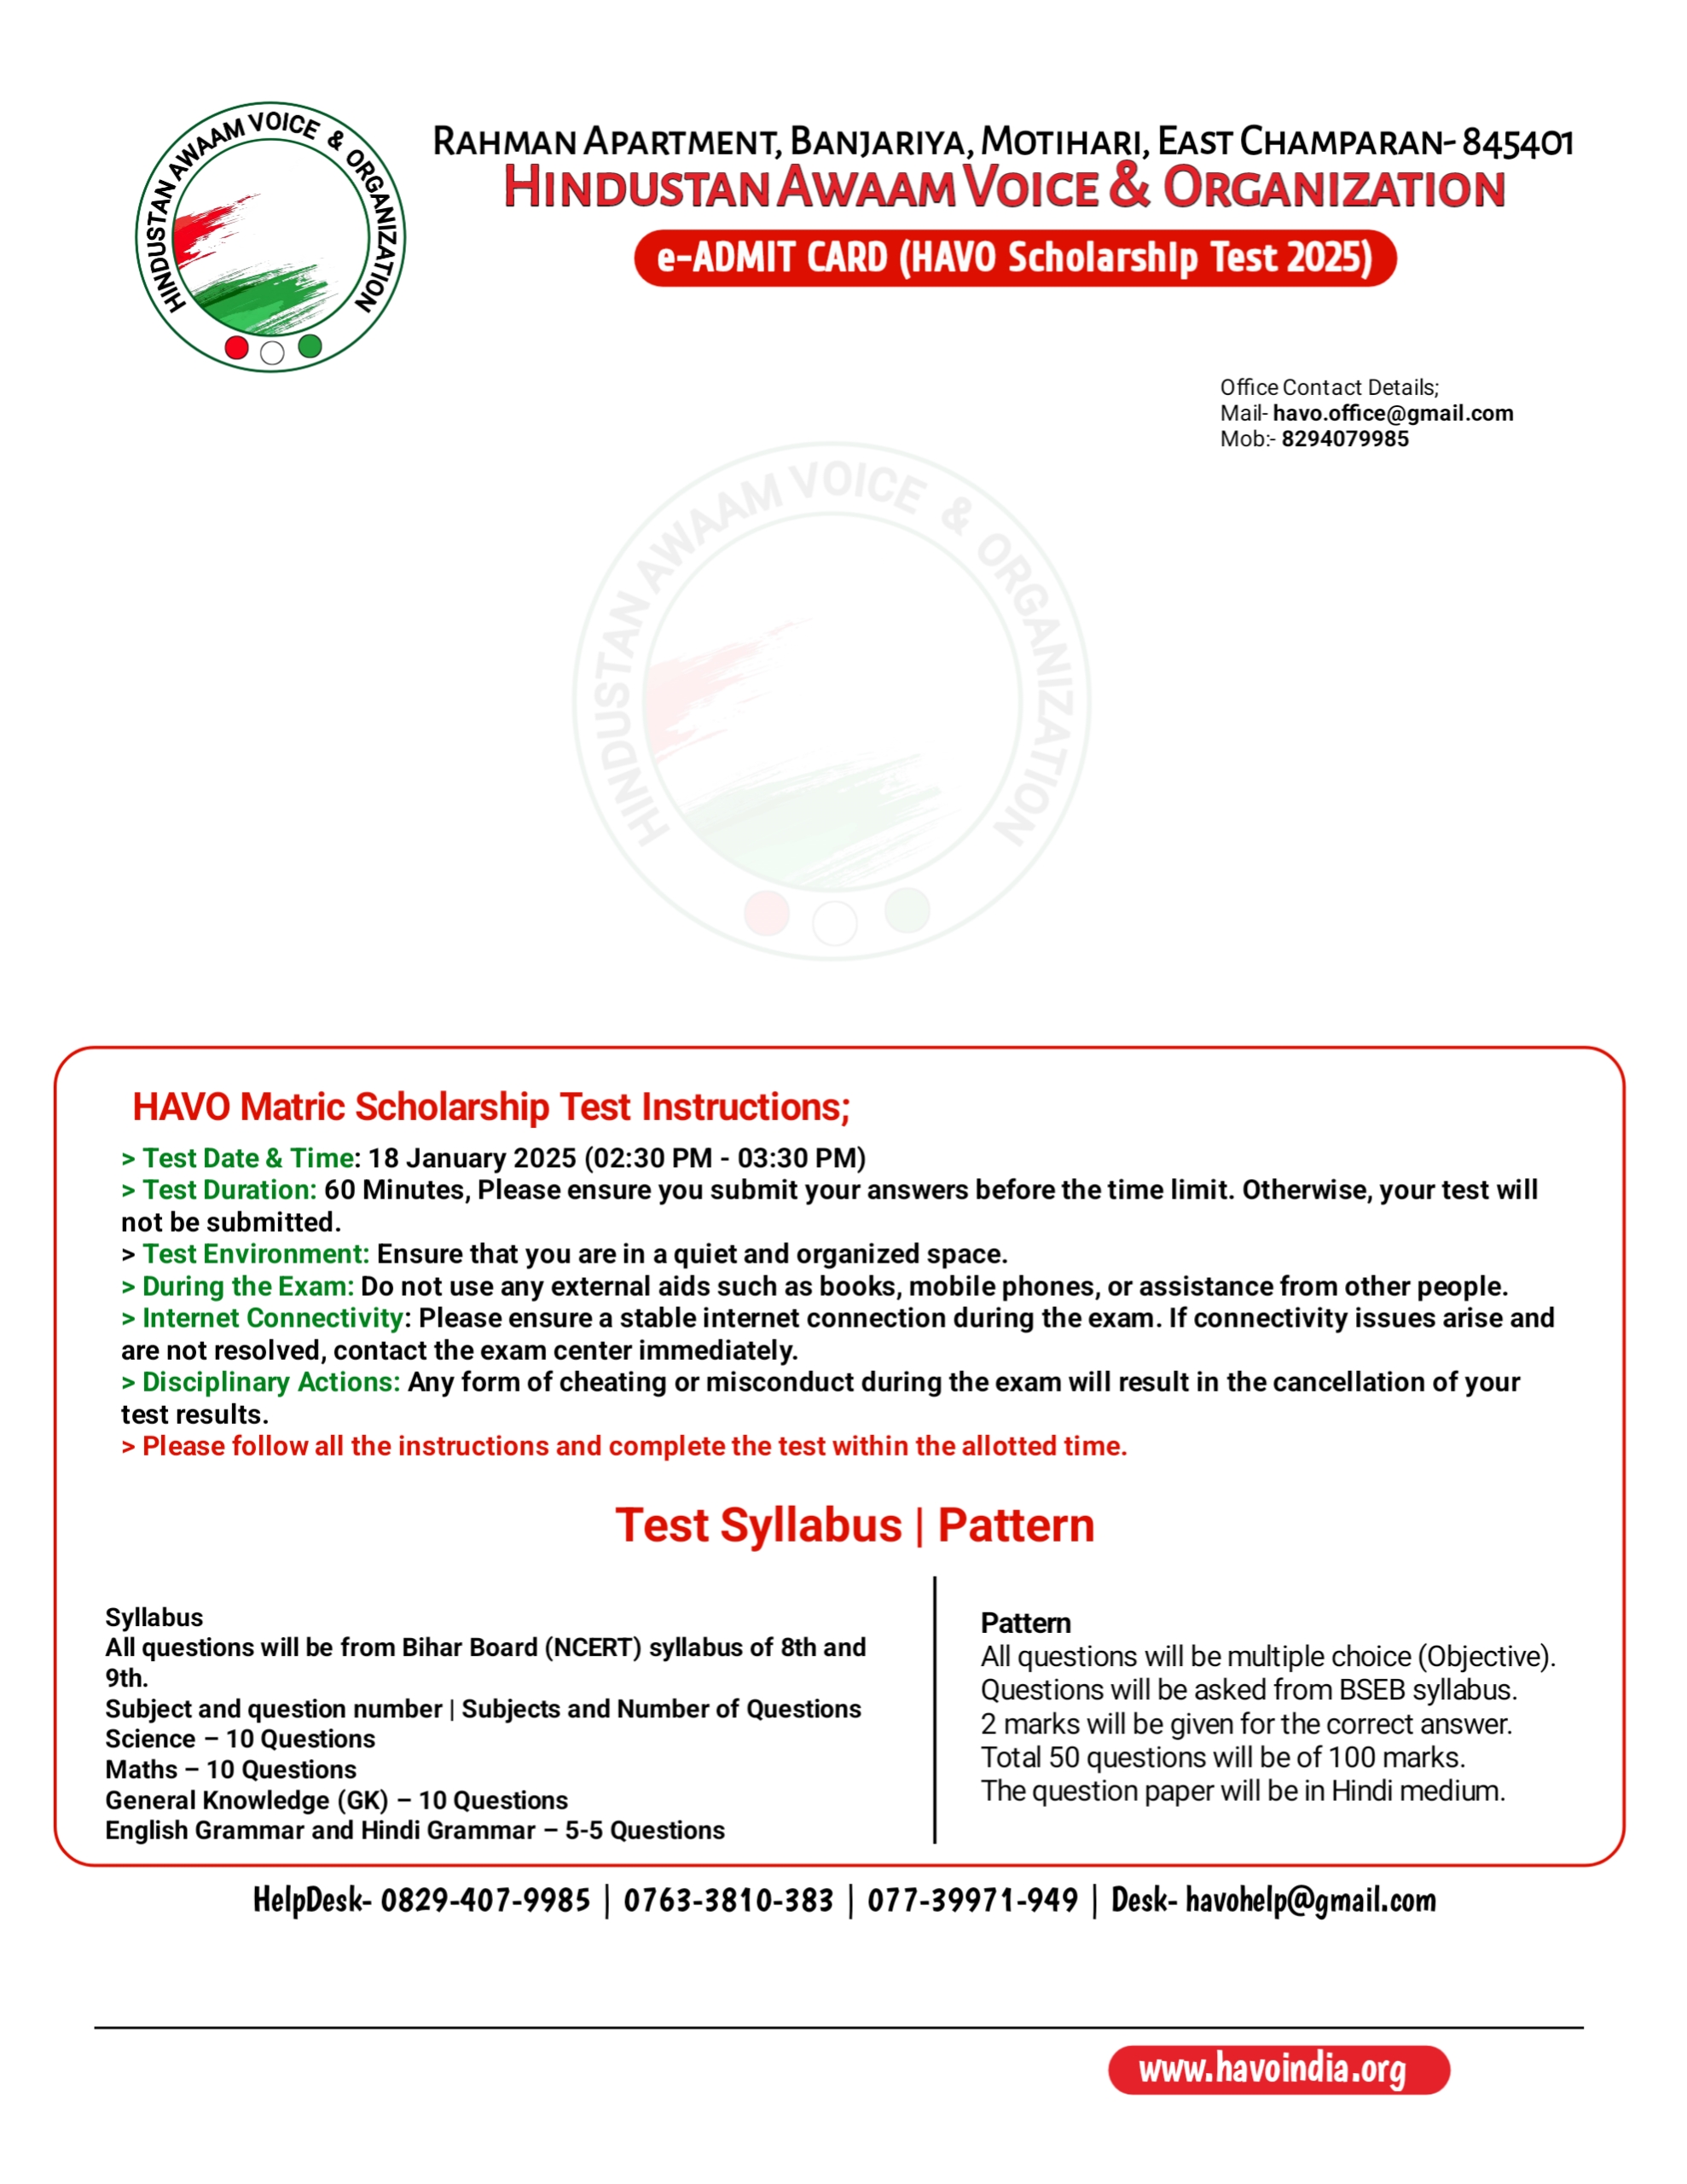 HINDUSTAN AWAAM VOICE & ORGANIZATION
RAHMAN APARTMENT, BANJARIYA, MOTIHARI, EAST CHAMPARAN- 845401
HINDUSTAN AWAAM VOICE & ORGANIZATION
e-ADMIT CARD (HAVO Scholarship Test 2025)
Office Contact Details;
Mail- havo.office@gmail.com
Mob:- 8294079985
HINDUSTAN AWAAM VOICE & ORGANIZATION
HAVO Matric Scholarship Test Instructions;
> Test Date & Time: 18 January 2025 (02:30 PM - 03:30 PM)
> Test Duration: 60 Minutes, Please ensure you submit your answers before the time limit. Otherwise, your test will
not be submitted.
> Test Environment: Ensure that you are in a quiet and organized space.
> During the Exam: Do not use any external aids such as books, mobile phones, or assistance from other people.
> Internet Connectivity: Please ensure a stable internet connection during the exam. If connectivity issues arise and
are not resolved, contact the exam center immediately.
> Disciplinary Actions: Any form of cheating or misconduct during the exam will result in the cancellation of your
test results.
> Please follow all the instructions and complete the test within the allotted time.
Test Syllabus | Pattern
Syllabus
All questions will be from Bihar Board (NCERT) syllabus of 8th and
9th.
Subject and question number | Subjects and Number of Questions
Science – 10 Questions
Maths – 10 Questions
General Knowledge (GK) – 10 Questions
English Grammar and Hindi Grammar – 5-5 Questions
Pattern
All questions will be multiple choice (Objective).
Questions will be asked from BSEB syllabus.
2 marks will be given for the correct answer.
Total 50 questions will be of 100 marks.
The question paper will be in Hindi medium.
HelpDesk- 0829-407-9985 | 0763-3810-383 | 077-39971-949 | Desk- havohelp@gmail.com
www.havoindia.org